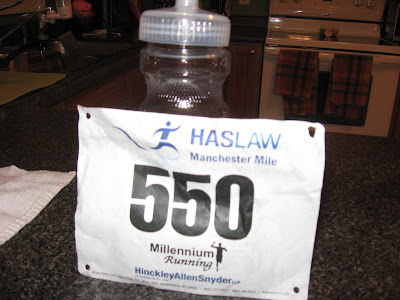 HASLAW
Manchester Mile
550
Millennium
Running
HinckleyAllenSnyder LLP